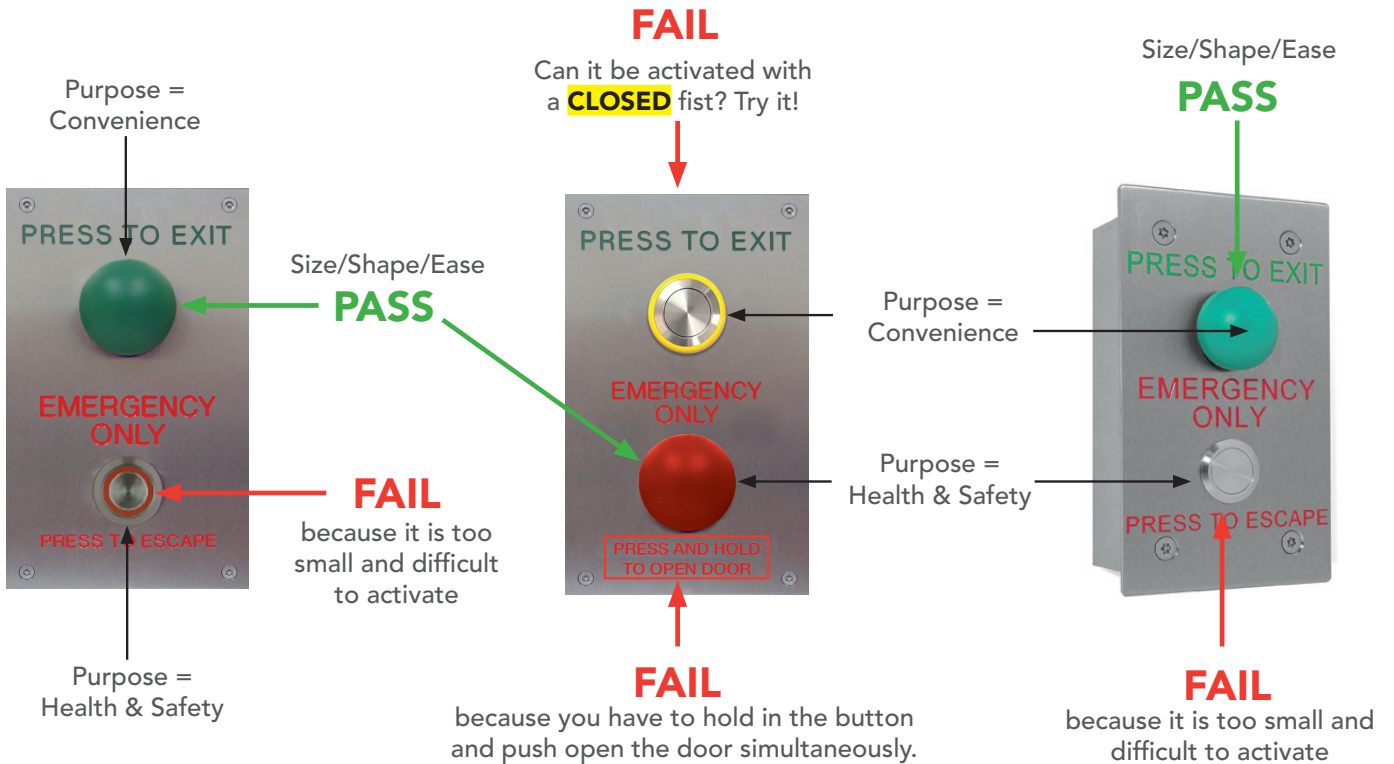 FAIL
Can it be activated with
a CLOSED fist? Try it!
Size/Shape/Ease
PASS
Purpose =
Convenience
PRESS TO EXIT
EMERGENCY
ONLY
PRESS TO ESCAPE
Size/Shape/Ease
PASS
FAIL
because it is too
small and difficult
to activate
Purpose =
Health & Safety
PRESS TO EXIT
EMERGENCY
ONLY
PRESS AND HOLD
TO OPEN DOOR
FAIL
because you have to hold in the button
and push open the door simultaneously.
Purpose =
Convenience
Purpose =
Health & Safety
PRESS TO EXIT
EMERGENCY
ONLY
PRESS TO ESCAPE
FAIL
because it is too small and
difficult to activate